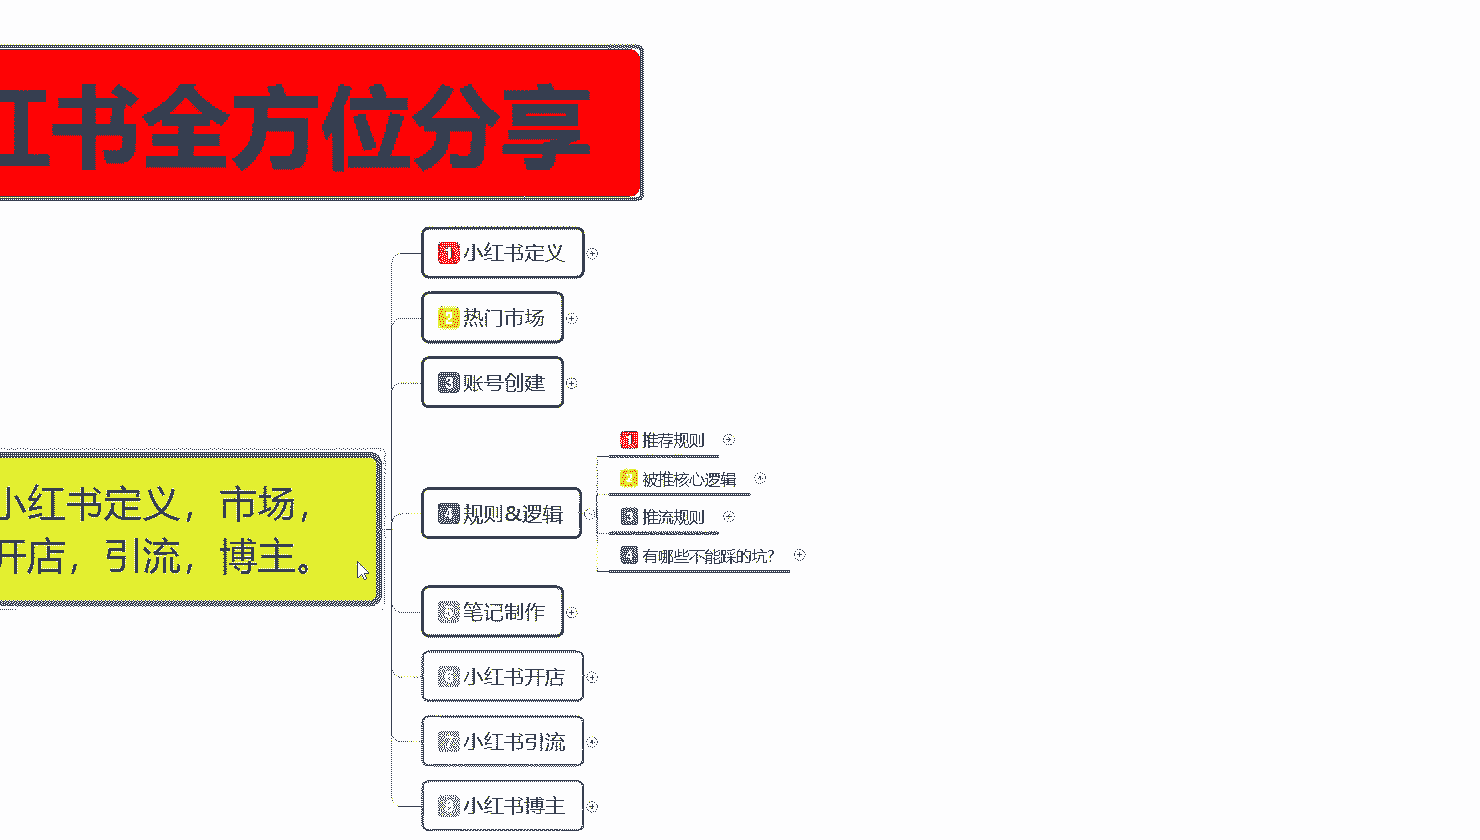 红书全方位分享
1 小红书定义
2 热门市场
3 账号创建
4 规则&逻辑
1 推荐规则
2 被推核心逻辑
3 推流规则
4 有哪些不能踩的坑?
小红书定义，市场，
开店，引流，博主。
5 笔记制作
6 小红书开店
7 小红书引流
8 小红书博主